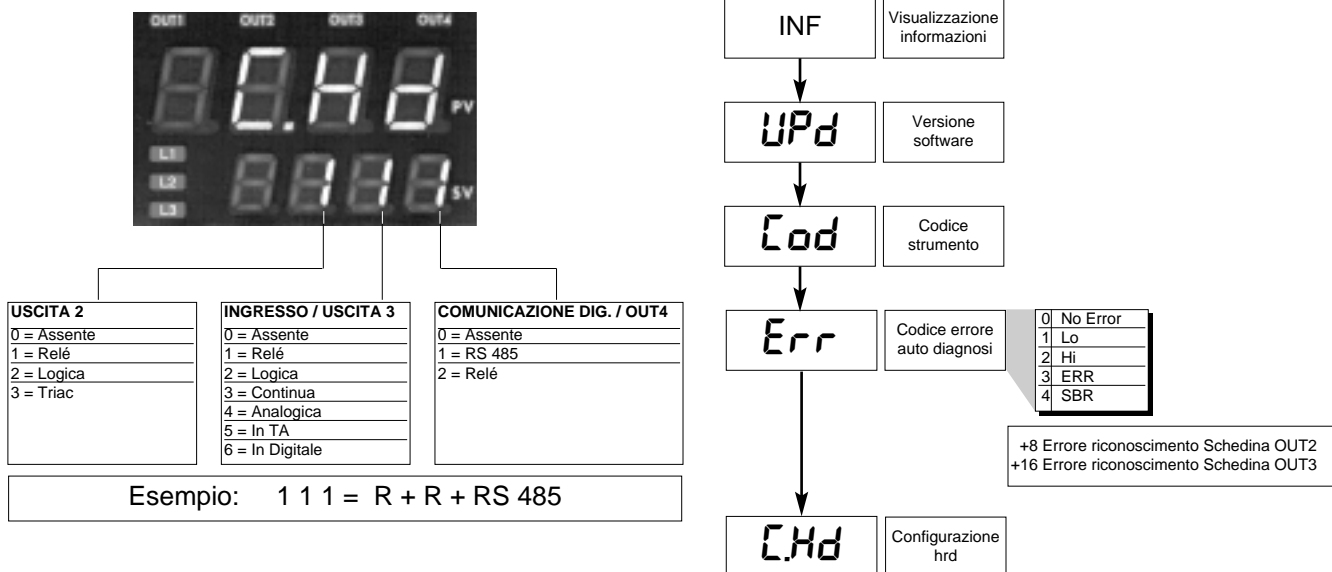 OUT1 OUT2 OUT3 OUT4
C.Hd
PV
L1
L2
L3
111
SV
USCITA 2
0 = Assente
1 = Relé
2 = Logica
3 = Triac
INGRESSO / USCITA 3
0 = Assente
1 = Relé
2 = Logica
3 = Continua
4 = Analogica
5 = In TA
6 = In Digitale
COMUNICAZIONE DIG. / OUT4
0 = Assente
1 = RS 485
2 = Relé
Esempio: 1 1 1 = R + R + RS 485
INF
Visualizzazione
informazioni
UPd
Versione
software
Cod
Codice
strumento
Err
Codice errore
auto diagnosi
0 No Error
1 Lo
2 Hi
3 ERR
4 SBR
+8 Errore riconoscimento Schedina OUT2
+16 Errore riconoscimento Schedina OUT3
C.Hd
Configurazione
hrd